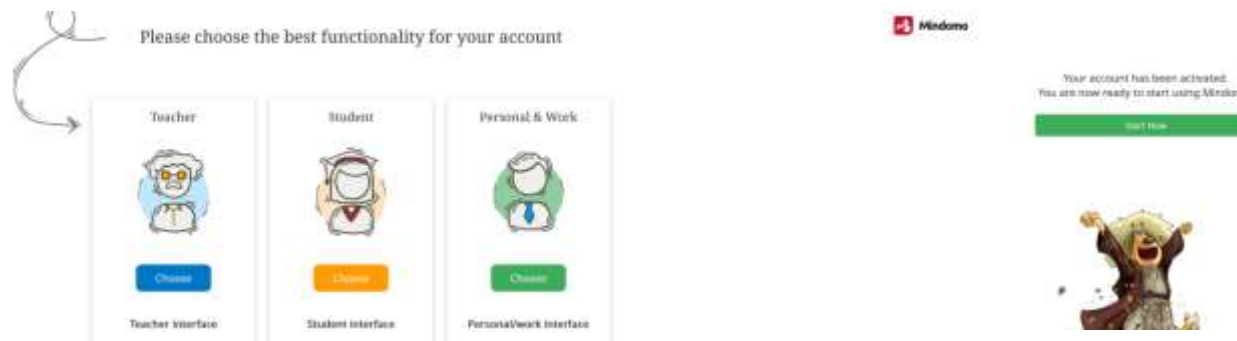 Please choose the best functionality for your account
Teacher
Student
Personal & Work
Choose
Choose
Choose
Teacher Interface
Student Interface
Personal/work Interface
Mindomo
Your account has been activated.
You are now ready to start using Mindo
Start Now